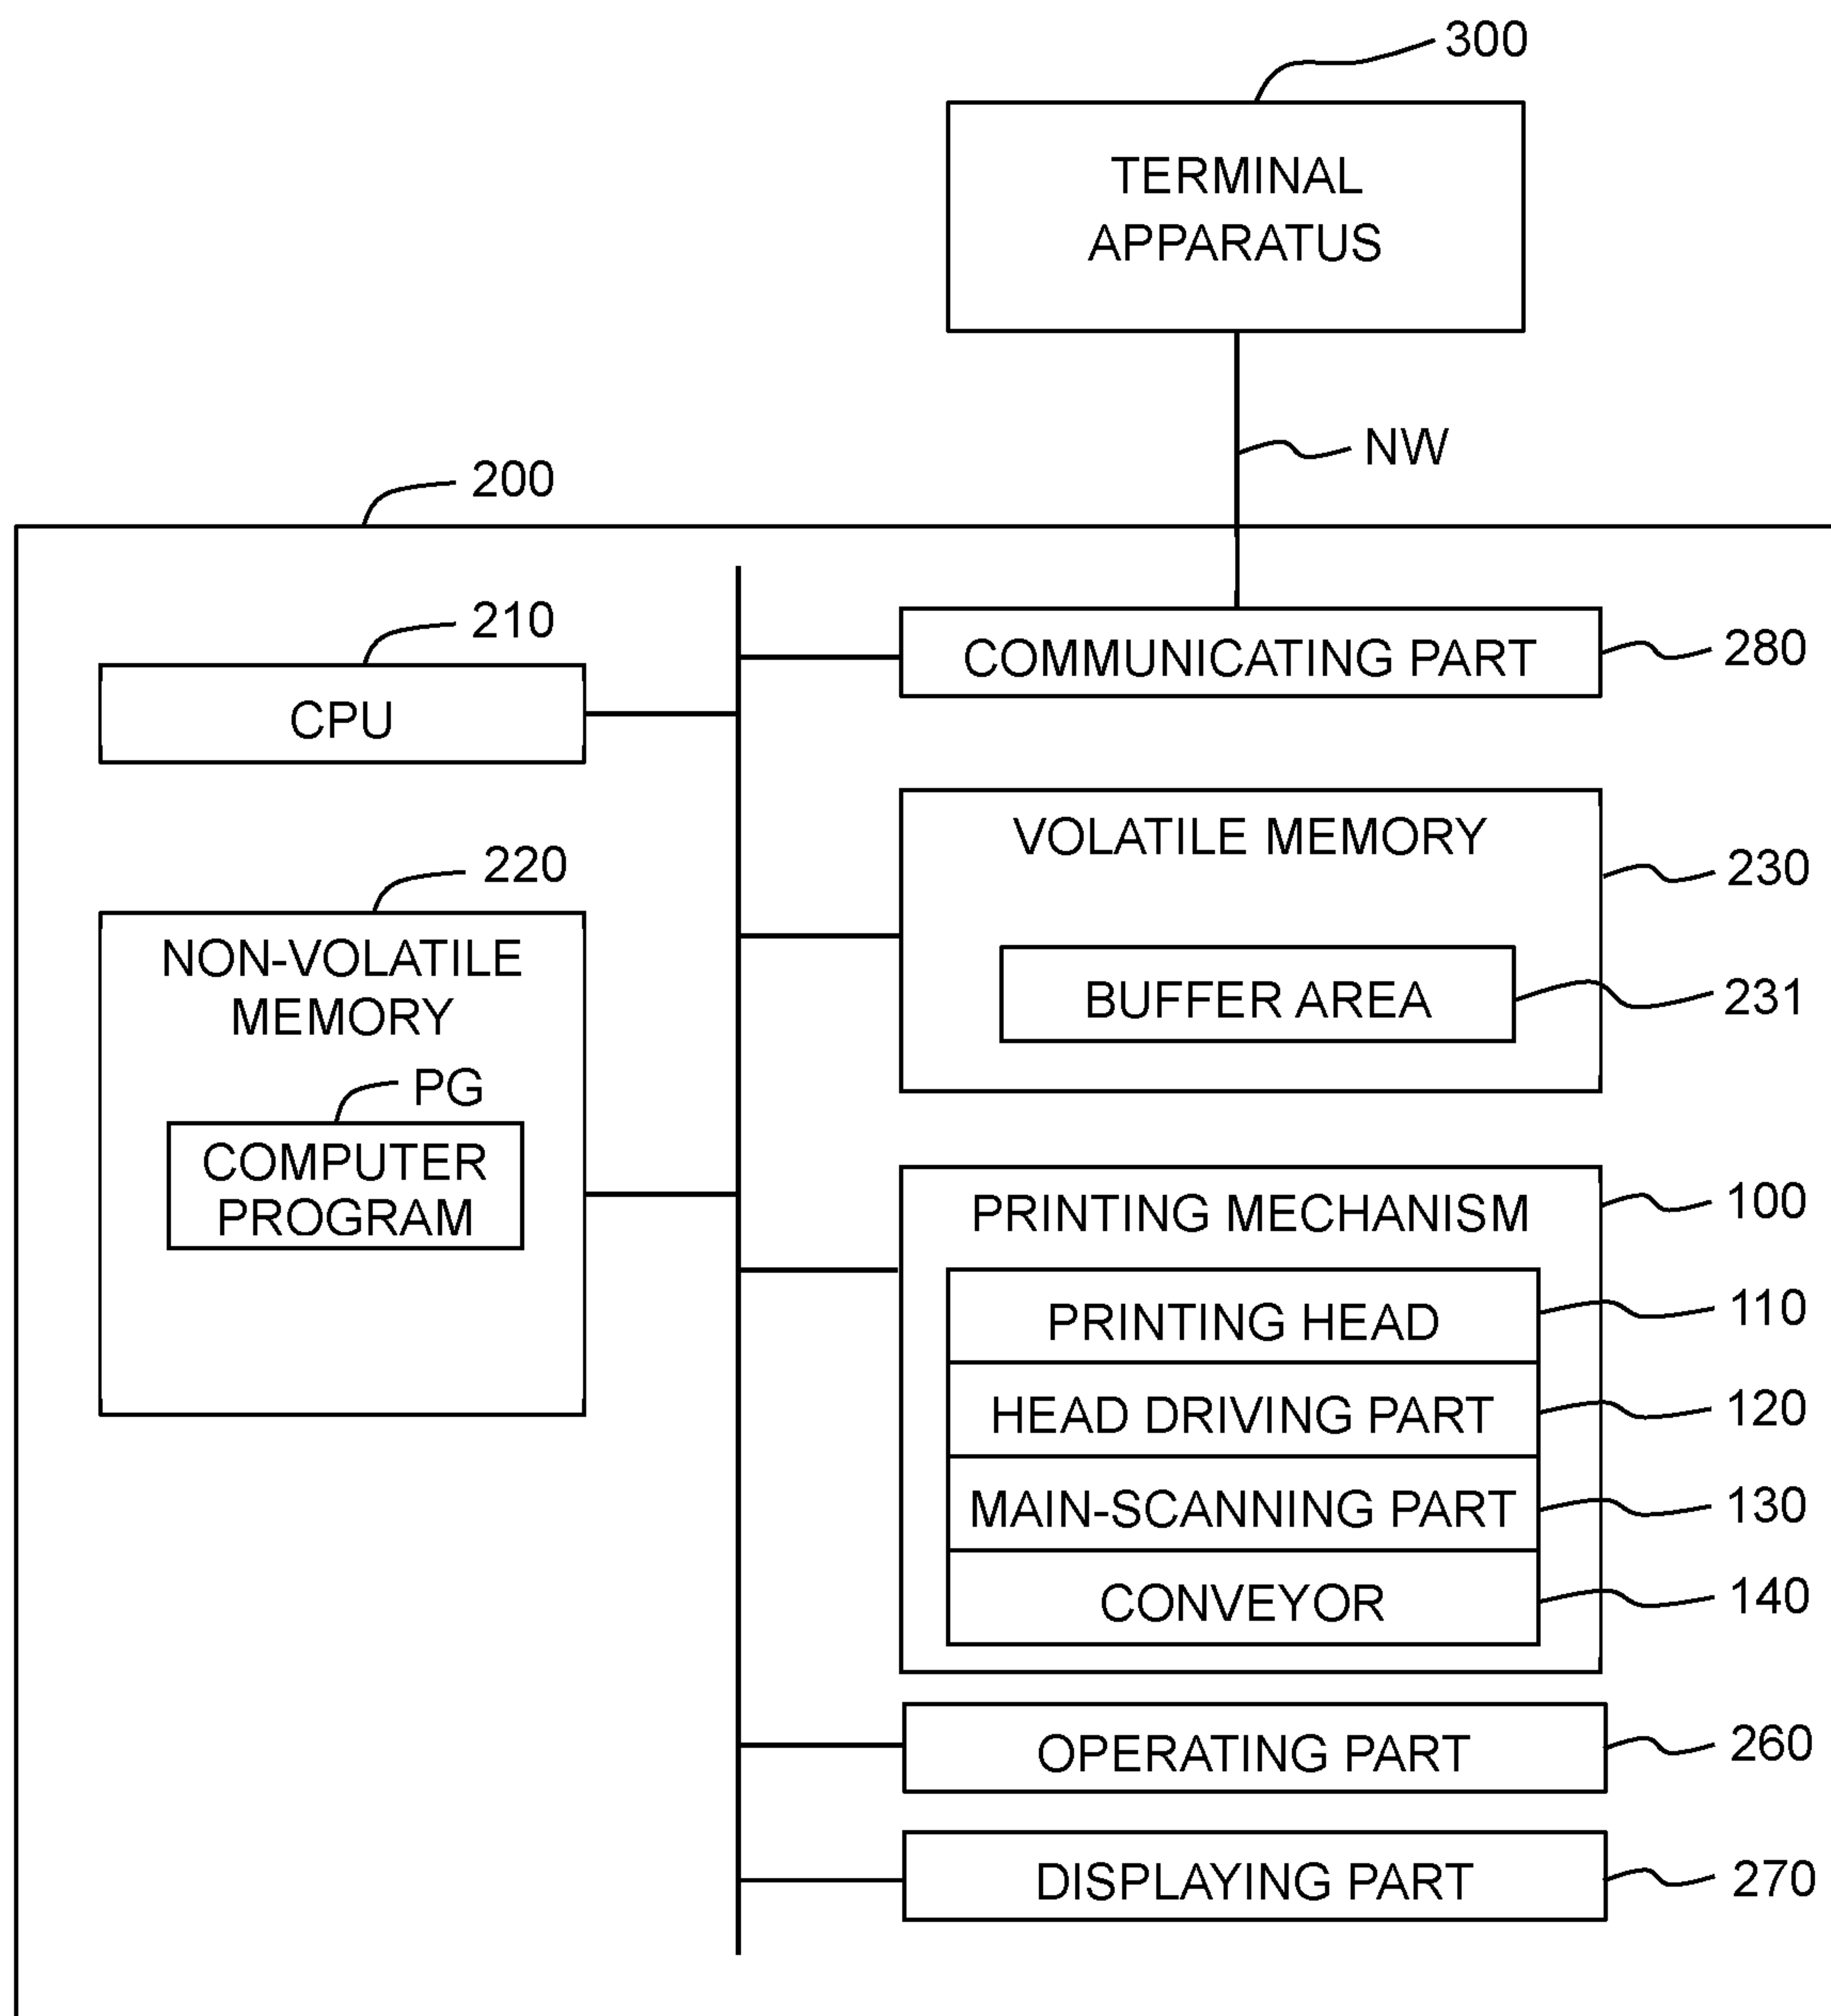 300
TERMINAL
APPARATUS
NW
200
210
CPU
COMMUNICATING PART
280
220
NON-VOLATILE
MEMORY
PG
COMPUTER
PROGRAM
VOLATILE MEMORY
230
BUFFER AREA
231
PRINTING MECHANISM
100
PRINTING HEAD
110
HEAD DRIVING PART
120
MAIN-SCANNING PART
130
CONVEYOR
140
OPERATING PART
260
DISPLAYING PART
270